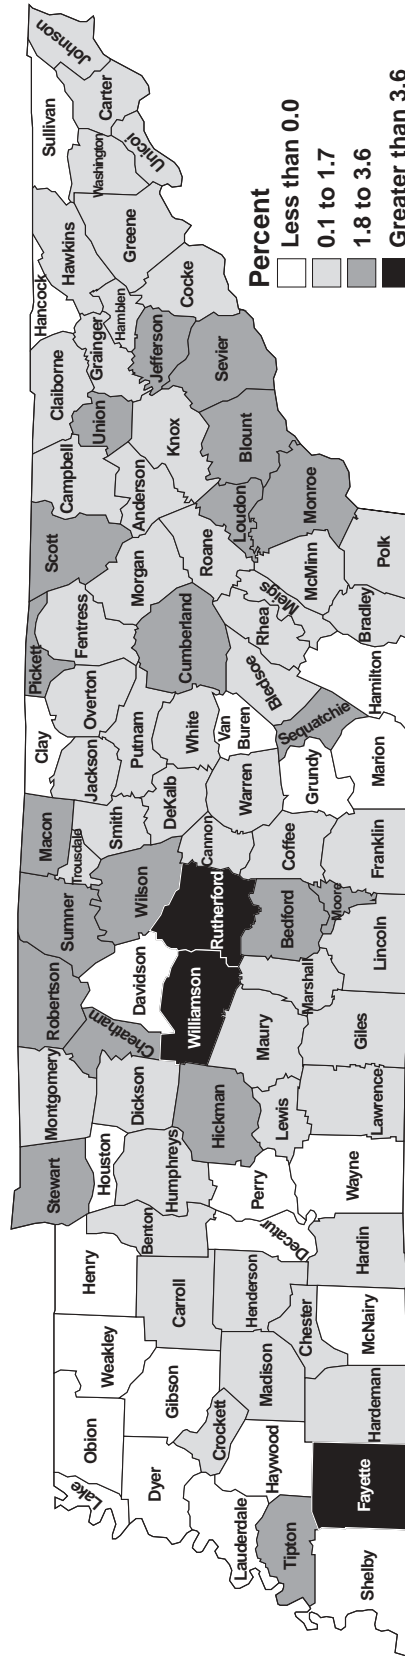 Johnson
Sullivan
Carter
Washington
Unicoi
Hancock
Hawkins
Greene
Claiborne
Grainger
Hamblen
Cocke
Union
Jefferson
Sevier
Campbell
Knox
Blount
Scott
Anderson
Loudon
Monroe
Morgan
Roane
McMinn
Polk
Pickett
Fentress
Cumberland
Rhea
Meigs
Bradley
Clay
Overton
Putnam
White
Van
Buren
Bledsoe
Sequatchie
Hamilton
Jackson
DeKalb
Warren
Grundy
Marion
Macon
Trousdale
Smith
Cannon
Coffee
Franklin
Sumner
Wilson
Rutherford
Bedford
Moore
Lincoln
Robertson
Davidson
Cheatham
Williamson
Marshall
Montgomery
Dickson
Maury
Giles
Stewart
Houston
Humphreys
Hickman
Lewis
Lawrence
Henry
Benton
Perry
Decatur
Wayne
Weakley
Carroll
Henderson
Chester
Hardin
McNairy
Obion
Gibson
Crockett
Madison
Hardeman
Lake
Dyer
Haywood
Lauderdale
Fayette
Tipton
Shelby
Percent
Less than 0.0
0.1 to 1.7
1.8 to 3.6
Greater than 3.6